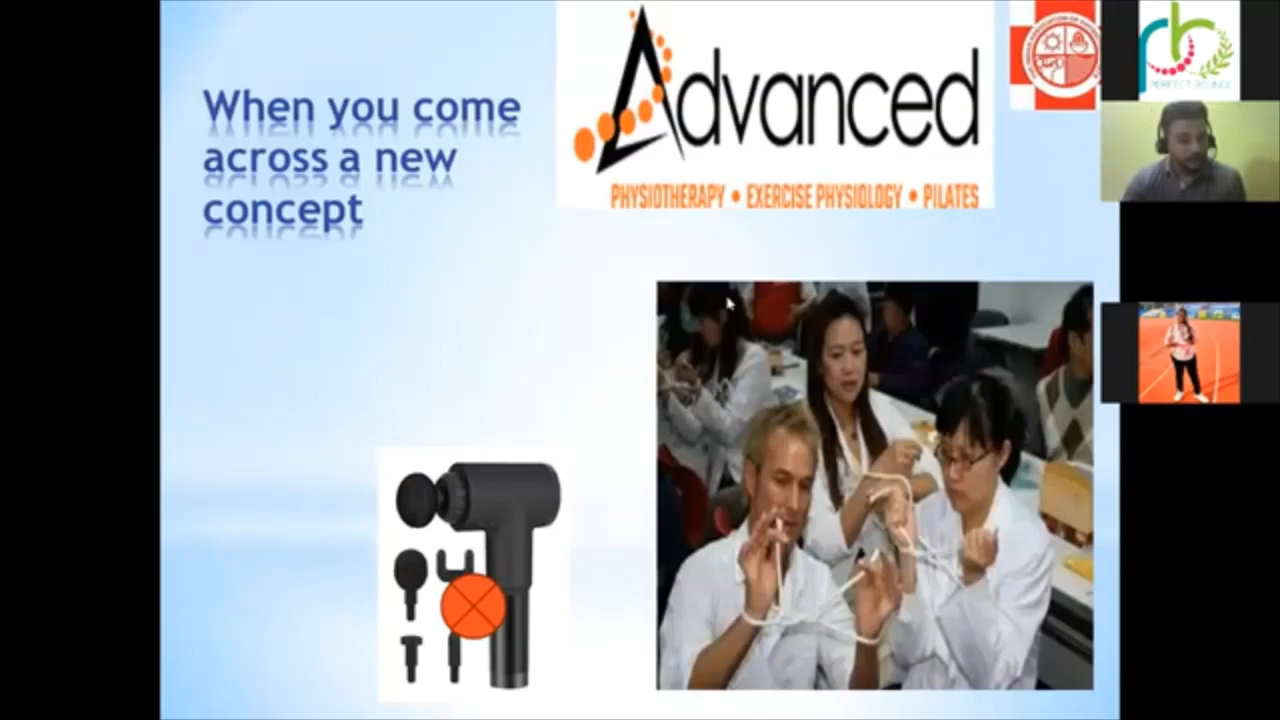 When you come
across a new
concept
Advanced
PHYSIOTHERAPY • EXERCISE PHYSIOLOGY • PILATES